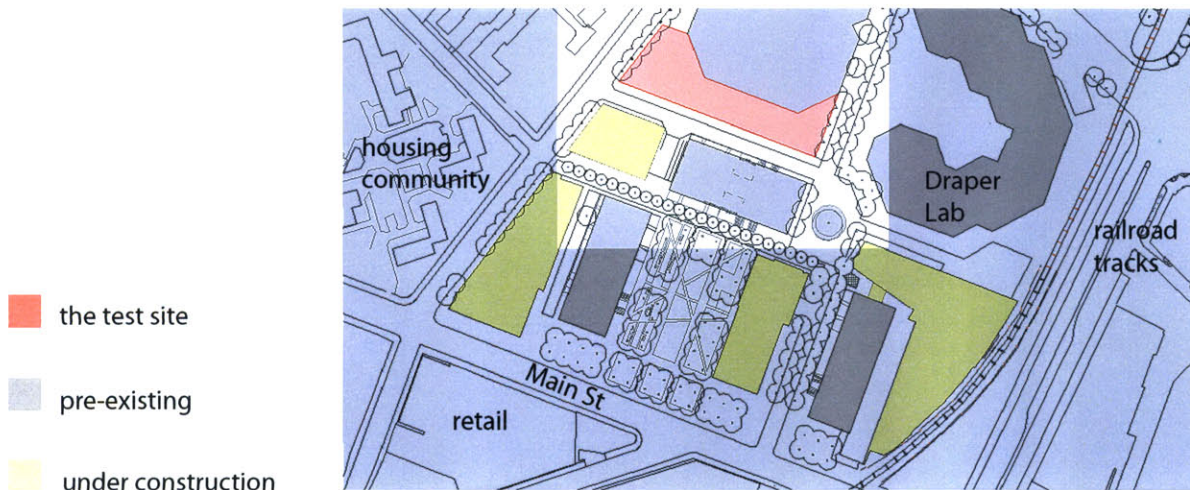 the test site
pre-existing
under construction
housing
community
Draper
Lab
railroad
tracks
Main St
retail